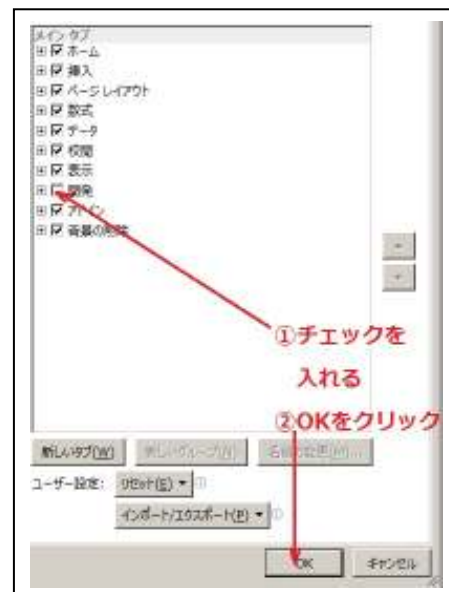 メイン タブ
ホーム
挿入
ページ レイアウト
数式
データ
校閲
表示
開発
アドイン
背景の削除
①チェックを
入れる
②OKをクリック
新しいタブ(W)
新しいグループ(N)
名前の変更(M)...
ユーザー設定:
リセット(E)
インポート/エクスポート(P)
OK
キャンセル